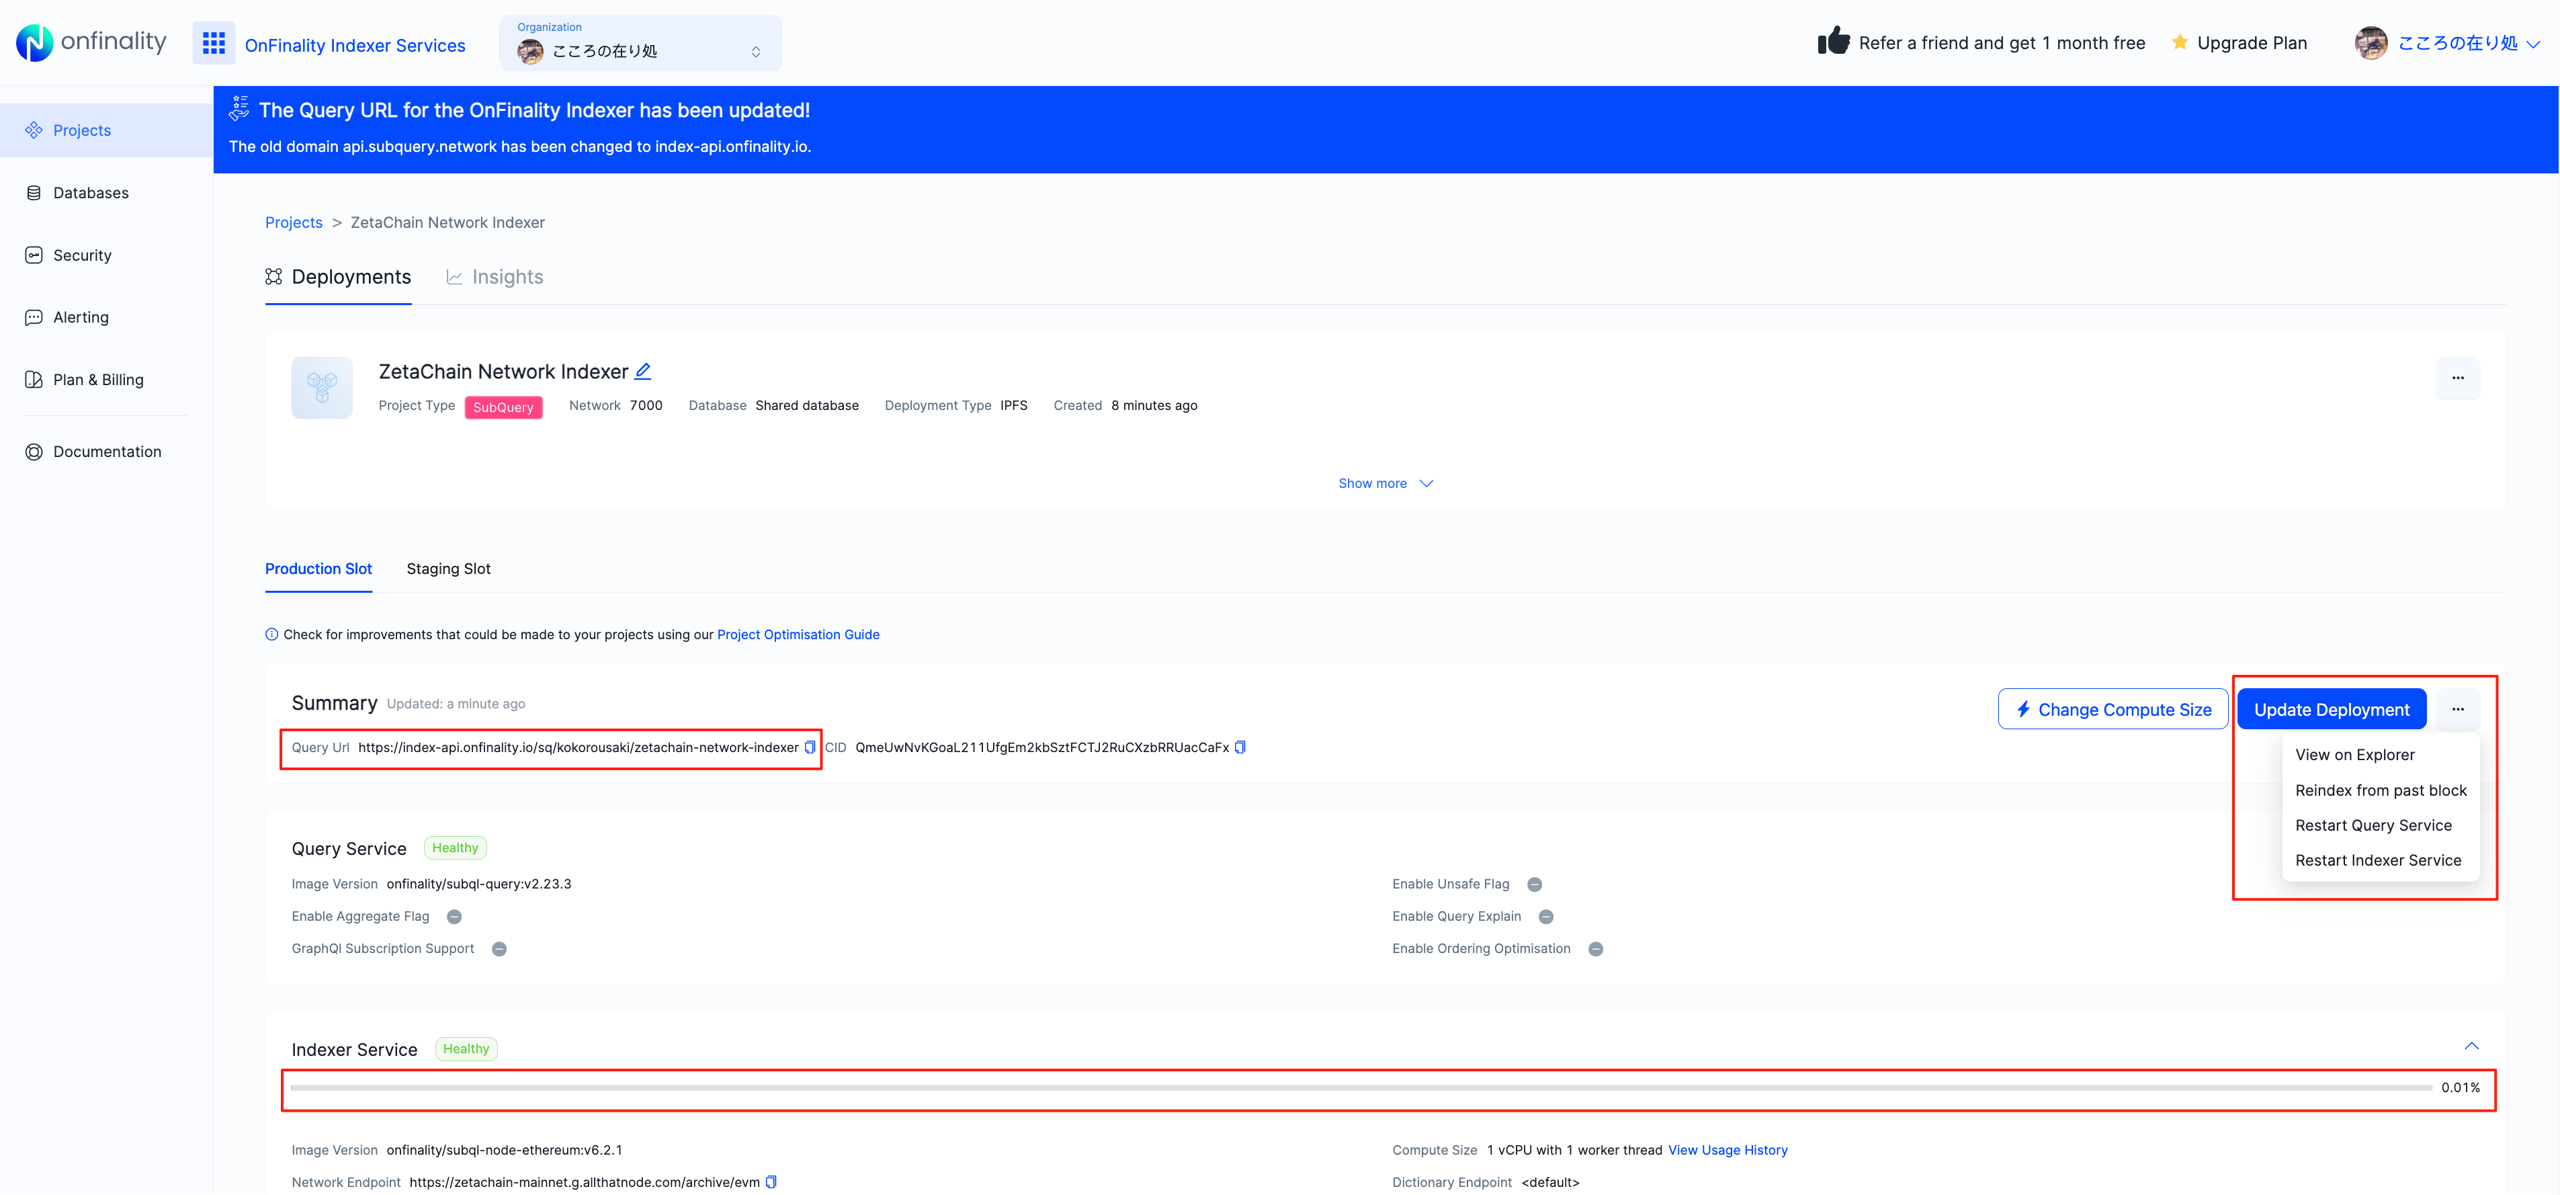 onfinality
OnFinality Indexer Services
Organization
こころの在り処
Refer a friend and get 1 month free
Upgrade Plan
こころの在り処
Projects
Databases
Security
Alerting
Plan & Billing
Documentation
The Query URL for the OnFinality Indexer has been updated!
The old domain api.subquery.network has been changed to index-api.onfinality.io.
Projects > ZetaChain Network Indexer
Deployments Insights
ZetaChain Network Indexer
Project Type SubQuery Network 7000 Database Shared database Deployment Type IPFS Created 8 minutes ago
Show more
Production Slot Staging Slot
Check for improvements that could be made to your projects using our Project Optimisation Guide
Summary Updated: a minute ago
Change Compute Size
Update Deployment
Query Url https://index-api.onfinality.io/sq/kokorousaki/zetachain-network-indexer CID QmeUwNvKGoaL211UfgEm2kbSztFCTJ2RuCXzbRRUacCaFx
View on Explorer
Reindex from past block
Restart Query Service
Restart Indexer Service
Query Service Healthy
Image Version onfinality/subql-query:v2.23.3
Enable Unsafe Flag
Enable Aggregate Flag
Enable Query Explain
GraphQl Subscription Support
Enable Ordering Optimisation
Indexer Service Healthy
0.01%
Image Version onfinality/subql-node-ethereum:v6.2.1
Compute Size 1 vCPU with 1 worker thread View Usage History
Network Endpoint https://zetachain-mainnet.g.allthatnode.com/archive/evm
Dictionary Endpoint <default>